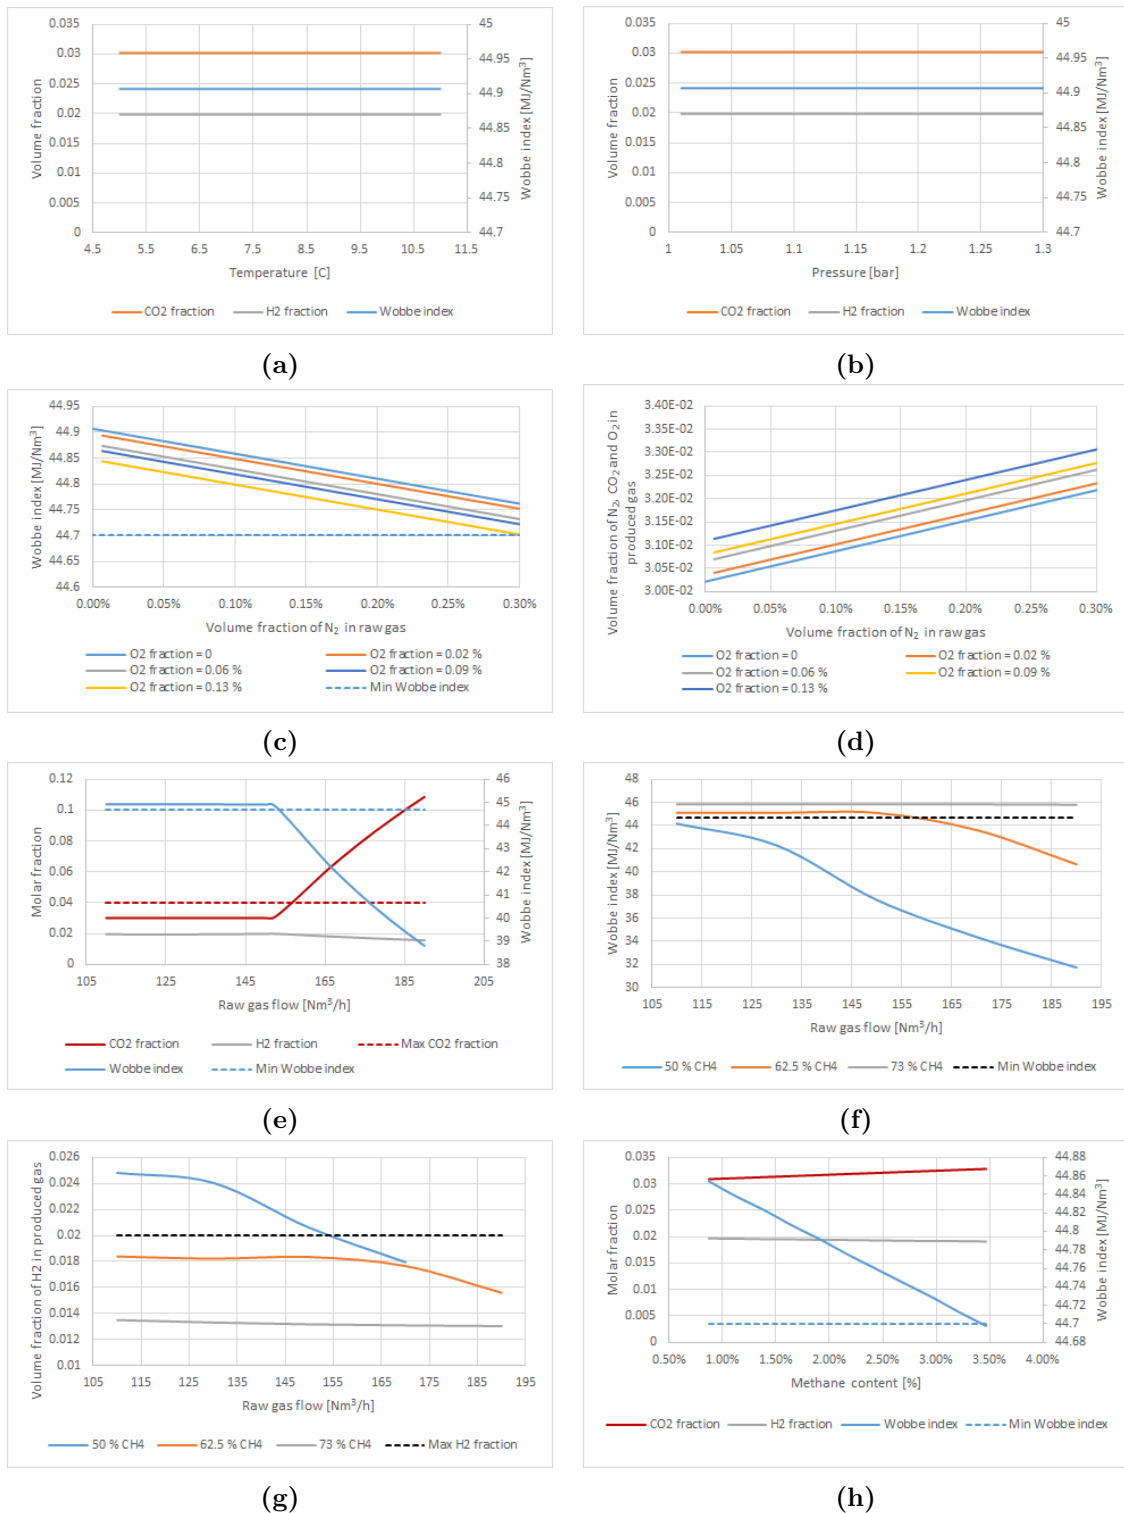 0.035
0.03
0.025
0.02
0.015
0.01
0.005
0
Volume fraction
45
44.95
44.9
44.85
44.8
44.75
44.7
Wobbe index [MJ/Nm³]
4.5 5.5 6.5 7.5 8.5 9.5 10.5 11.5
Temperature [C]
CO2 fraction H2 fraction Wobbe index
(a)
0.035
0.03
0.025
0.02
0.015
0.01
0.005
0
Volume fraction
45
44.95
44.9
44.85
44.8
44.75
44.7
Wobbe index [MJ/Nm³]
1 1.05 1.1 1.15 1.2 1.25 1.3
Pressure [bar]
CO2 fraction H2 fraction Wobbe index
(b)
44.95
44.9
44.85
44.8
44.75
44.7
44.65
44.6
Wobbe index [MJ/Nm³]
0.00% 0.05% 0.10% 0.15% 0.20% 0.25% 0.30%
Volume fraction of N₂ in raw gas
O2 fraction = 0 O2 fraction = 0.02 %
O2 fraction = 0.06 % O2 fraction = 0.09 %
O2 fraction = 0.13 % Min Wobbe index
(c)
3.40E-02
3.35E-02
3.30E-02
3.25E-02
3.20E-02
3.15E-02
3.10E-02
3.05E-02
3.00E-02
Volume fraction of N₂, CO₂ and O₂ in
produced gas
0.00% 0.05% 0.10% 0.15% 0.20% 0.25% 0.30%
Volume fraction of N₂ in raw gas
O2 fraction = 0 O2 fraction = 0.02 %
O2 fraction = 0.06 % O2 fraction = 0.09 %
O2 fraction = 0.13 %
(d)
0.12
0.1
0.08
0.06
0.04
0.02
0
Molar fraction
46
45
44
43
42
41
40
39
38
Wobbe index [MJ/Nm³]
105 125 145 165 185 205
Raw gas flow [Nm³/h]
CO2 fraction H2 fraction Max CO2 fraction
Wobbe index Min Wobbe index
(e)
48
46
44
42
40
38
36
34
32
30
Wobbe index [MJ/Nm³]
105 115 125 135 145 155 165 175 185 195
Raw gas flow [Nm³/h]
50 % CH4 62.5 % CH4 73 % CH4 Min Wobbe index
(f)
0.026
0.024
0.022
0.02
0.018
0.016
0.014
0.012
0.01
Volume fraction of H2 in produced gas
105 115 125 135 145 155 165 175 185 195
Raw gas flow [Nm³/h]
50 % CH4 62.5 % CH4 73 % CH4 Max H2 fraction
(g)
0.035
0.03
0.025
0.02
0.015
0.01
0.005
0
Molar fraction
44.88
44.86
44.84
44.82
44.8
44.78
44.76
44.74
44.72
44.7
44.68
Wobbe index [MJ/Nm³]
0.50% 1.00% 1.50% 2.00% 2.50% 3.00% 3.50% 4.00%
Methane content [%]
CO2 fraction H2 fraction Wobbe index Min Wobbe index
(h)